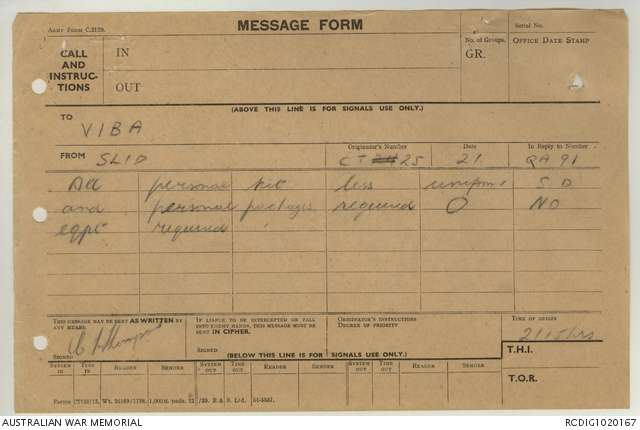 ARMY FORM C.2128.
MESSAGE FORM
Serial No.
CALL AND INSTRUC-TIONS
IN
OUT
No. of Groups.
GR.
OFFICE DATE STAMP
(ABOVE THIS LINE IS FOR SIGNALS USE ONLY.)
TO
VIBA
FROM SLID
Originator's Number
CT 25
Date
21
In Reply to Number
QA 91
All personal kit less uniforms SD
and personal packages required O NO
eqpt required
THIS MESSAGE MAY BE SENT AS WRITTEN BY ANY MEANS.
SIGNED
IF LIABLE TO BE INTERCEPTED OR FALL INTO ENEMY HANDS, THIS MESSAGE MUST BE SENT IN CIPHER.
SIGNED
ORIGINATOR'S INSTRUCTIONS
DEGREE OF PRIORITY
TIME OF ORIGIN
2115 hrs
T.H.I.
T.O.R.
(BELOW THIS LINE IS FOR SIGNALS USE ONLY.)
SYSTEM IN
TIME IN
READER
SENDER
SYSTEM OUT
TIME OUT
READER
SENDER
SYSTEM OUT
TIME OUT
READER
SENDER
AUSTRALIAN WAR MEMORIAL
RCDIG1020167